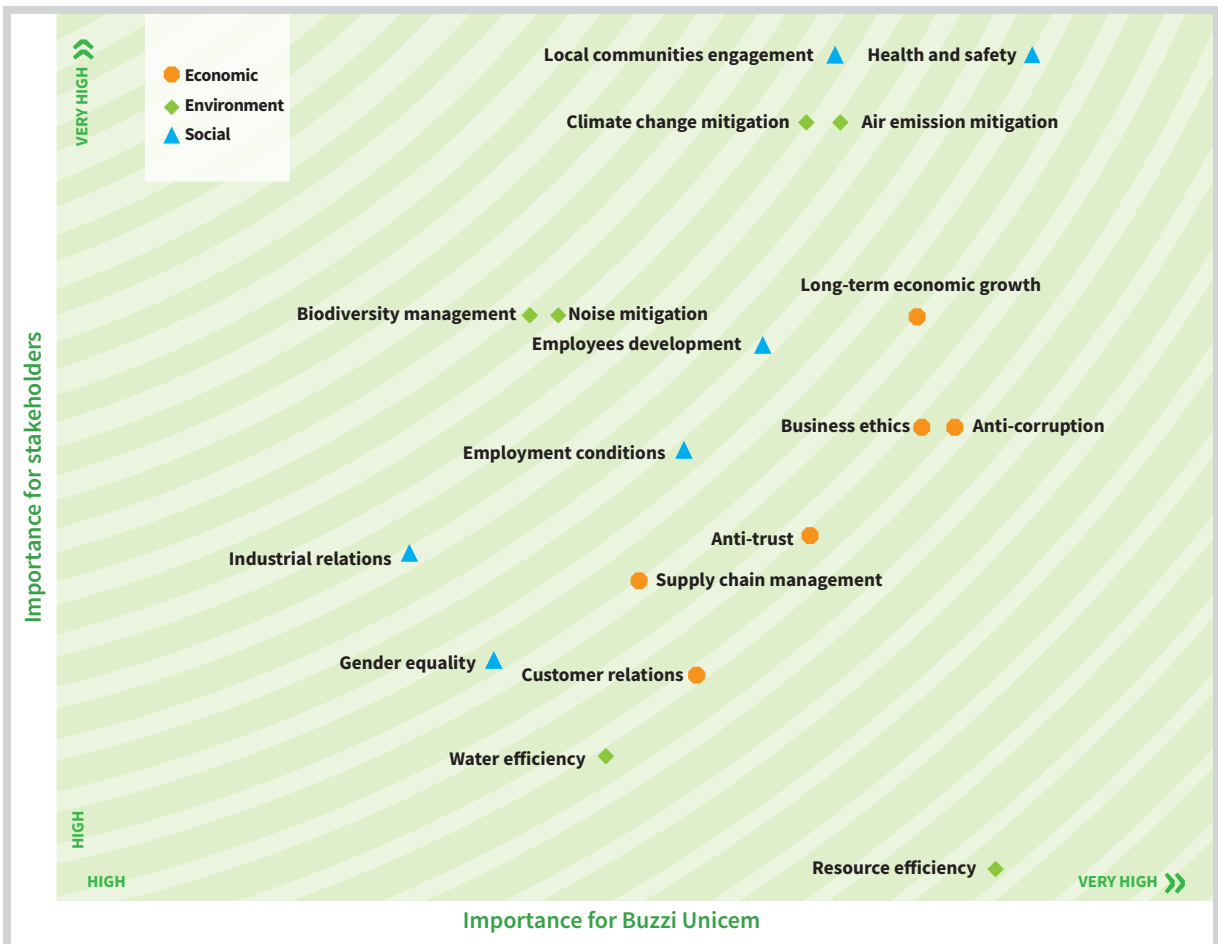 VERY HIGH
Economic
Environment
Social
Local communities engagement
Health and safety
Climate change mitigation
Air emission mitigation
Long-term economic growth
Biodiversity management
Noise mitigation
Employees development
Business ethics
Anti-corruption
Employment conditions
Anti-trust
Industrial relations
Supply chain management
Gender equality
Customer relations
Water efficiency
Resource efficiency
Importance for stakeholders
HIGH
HIGH
VERY HIGH
Importance for Buzzi Unicem